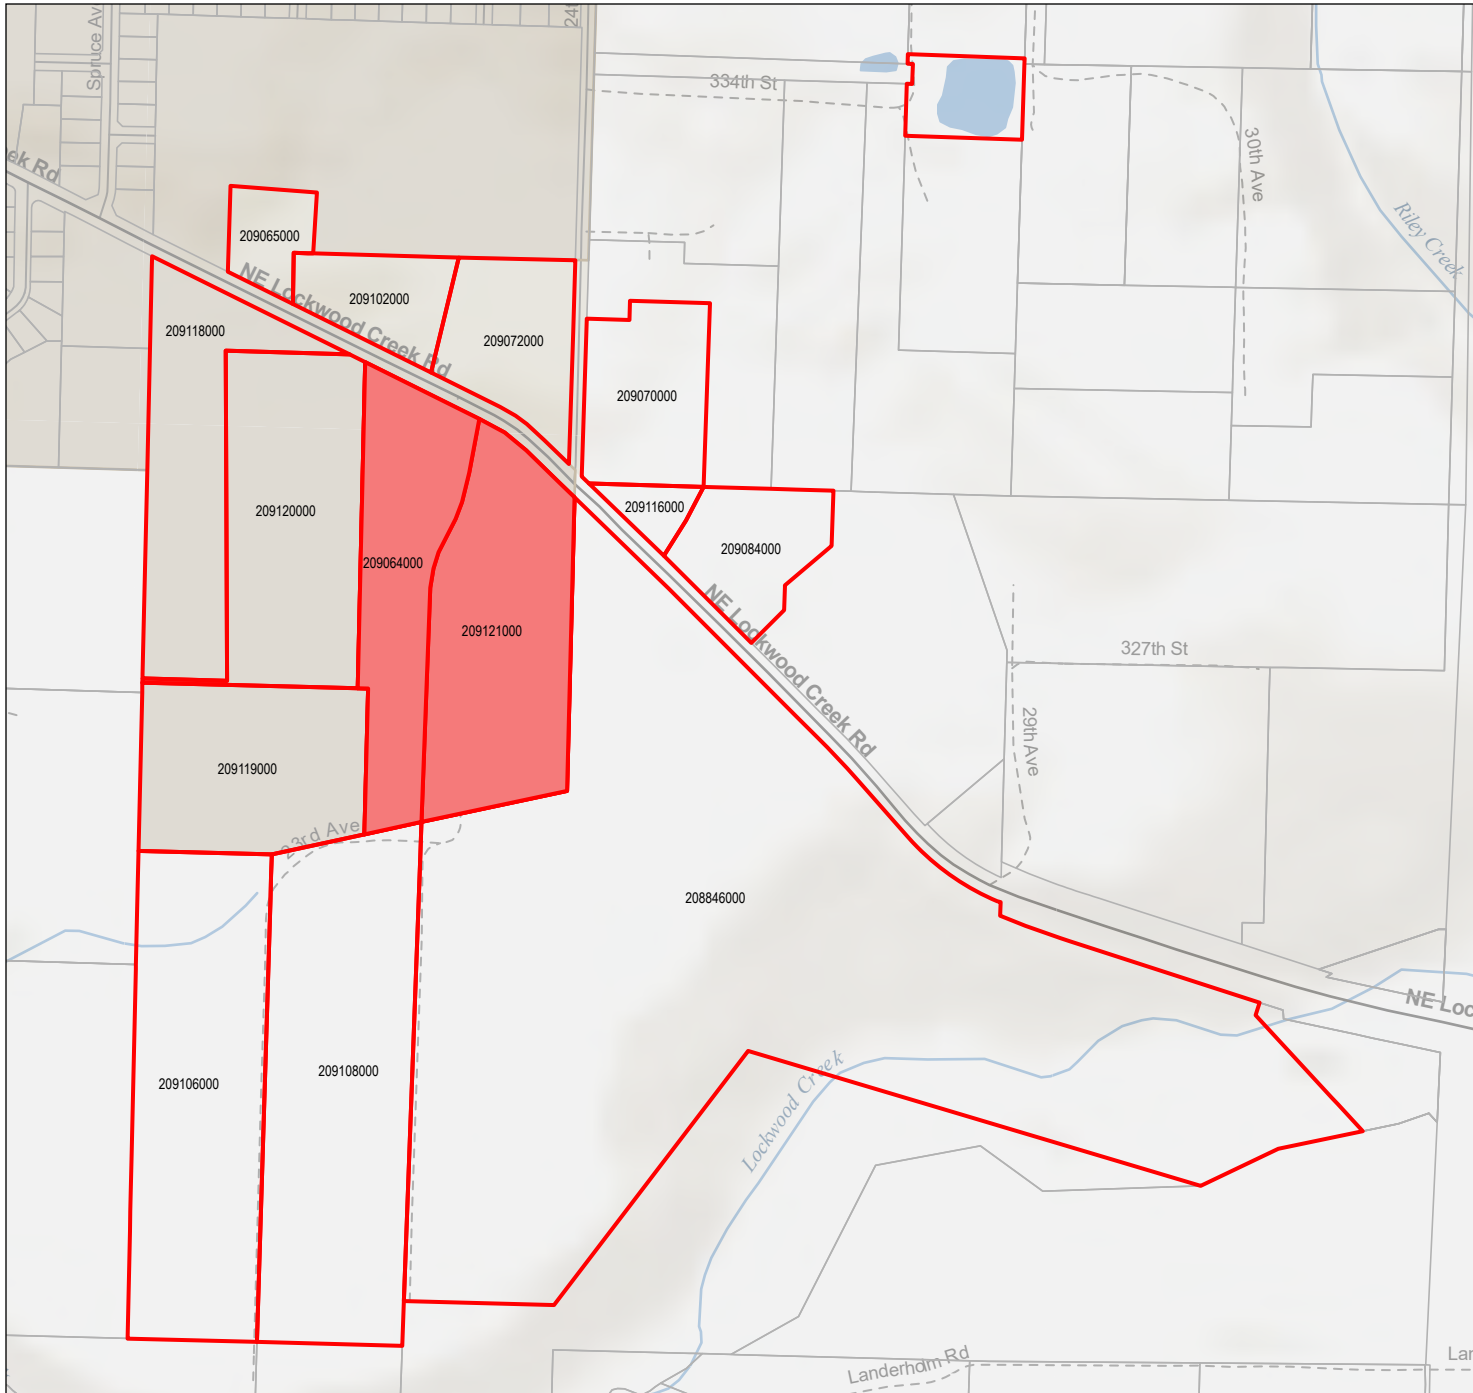 Spruce Av
24t
334th St
30th Ave
ek Rd
Riley Creek
209065000
NE Lockwood Creek Rd
209102000
209118000
209072000
209070000
209120000
209116000
209084000
209064000
209121000
NE Lockwood Creek Rd
327th St
29th Ave
209119000
23rd Ave
208846000
NE Loc
209106000
209108000
Lockwood Creek
Landerholm Rd
Lan